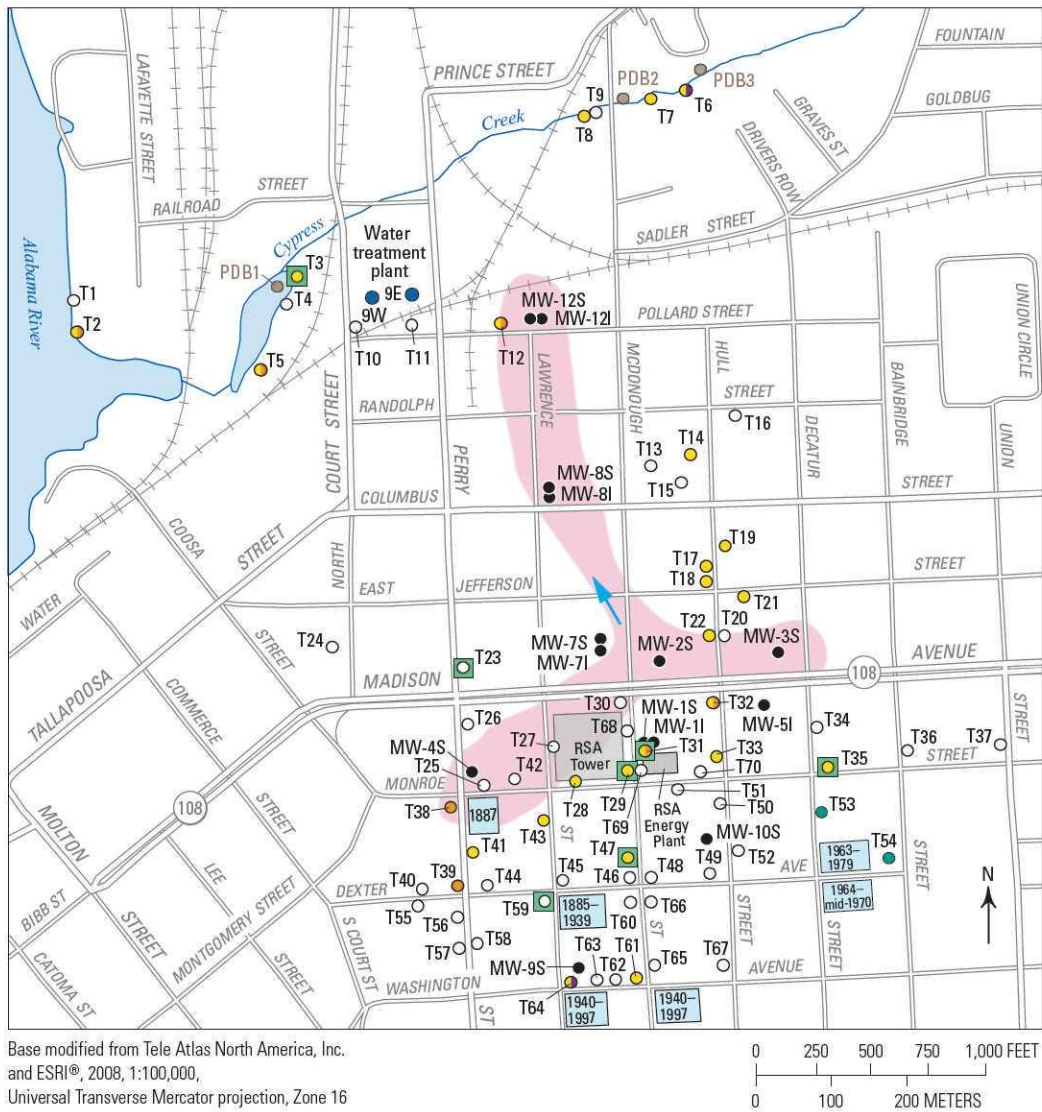 FOUNTAIN
STREET
PRINCE STREET
LAFAYETTE STREET
PDB2
PDB3
T9
T7
T6
GOLDBUG
GRAVES ST
Creek
T8
DRIVERS ROW
STREET
RAILROAD
SADLER STREET
Cypress
Water
treatment
plant
Alabama River
PDB1
T3
T1
T4
9E
MW-12S
MW-12I
9W
POLLARD STREET
UNION CIRCLE
T2
T10
T11
T12
T5
LAWRENCE
MCDONOUGH
HULL
BAINBRIDGE
COURT STREET
RANDOLPH
STREET
T16
DECATUR
UNION
PERRY
T13
T14
MW-8S
MW-8I
T15
COLUMBUS
STREET
COOSA
STREET
T19
T17
NORTH
T18
STREET
EAST
JEFFERSON
WATER
T21
T22
T20
STREET
T24
MW-7S
MW-7I
MW-2S
MW-3S
AVENUE
T23
108
MADISON
TALLAPOOSA
COMMERCE
T30
MW-1S
T32
T26
T68
MW-1I
MW-5I
T34
STREET
MW-4S
T27
RSA
Tower
T31
T33
T36
T37
STREET
T25
T42
T35
MONROE
T70
108
T28
T29
T51
T38
1887
T69
RSA
Energy
Plant
T50
T53
MOLTON
T43
ST
MW-10S
T41
T47
T52
1963–
1979
T54
STREET
LEE
T39
T45
T46
T48
T49
AVE
T40
T44
DEXTER
1964–
mid-1970
N
BIBB ST
T55
T59
1885–
1939
T56
T60
T66
STREET
MONTGOMERY STREET
S COURT ST
T57
T58
T63
T61
ST
T67
STREET
STREET
MW-9S
T62
T65
AVENUE
CATOMA ST
STREET
WASHINGTON
T64
1940–
1997
1940–
1997
ST
Base modified from Tele Atlas North America, Inc.
and ESRI®, 2008, 1:100,000,
Universal Transverse Mercator projection, Zone 16
0 250 500 750 1,000 FEET
0 100 200 METERS